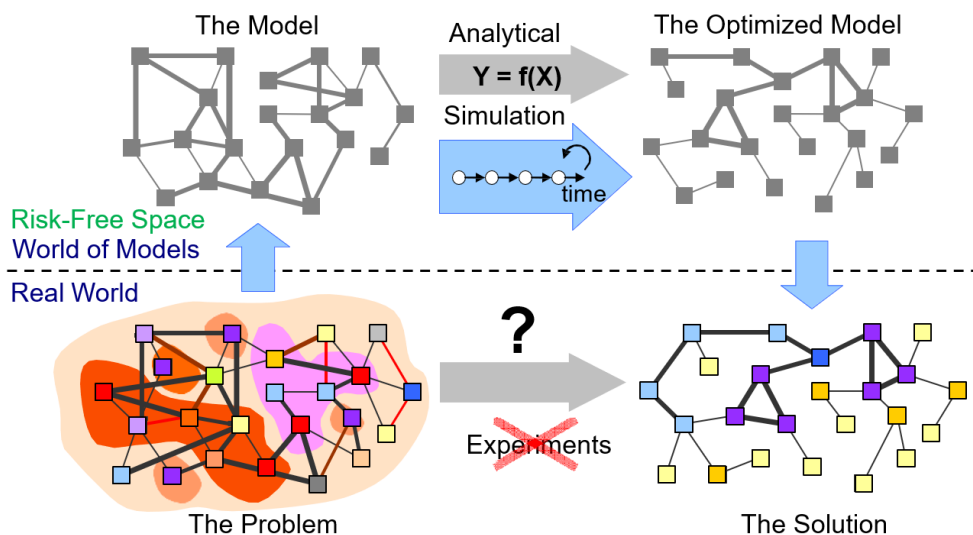 The Model
Analytical
The Optimized Model
Y = f(X)
Simulation
time
Risk-Free Space
World of Models
Real World
?
Experiments
The Problem
The Solution